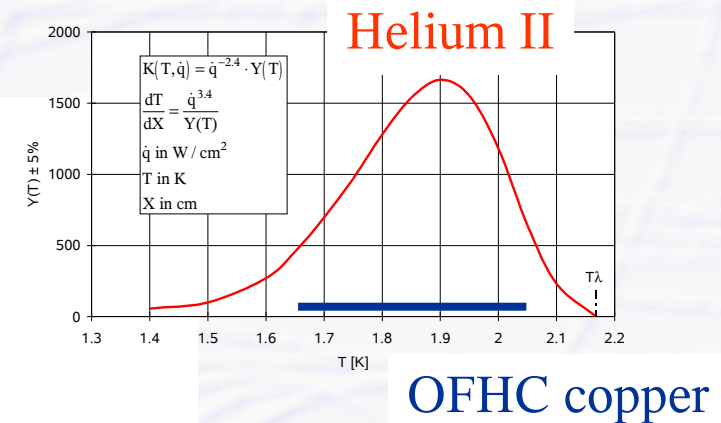 Helium II
2000
1500
1000
500
0
Y(T) ± 5%
K(T,q̇) = q̇^−2.4 · Y(T)
dT/dX = q̇^3.4/Y(T)
q̇ in W / cm²
T in K
X in cm
Tλ
1.3 1.4 1.5 1.6 1.7 1.8 1.9 2 2.1 2.2
T [K]
OFHC copper